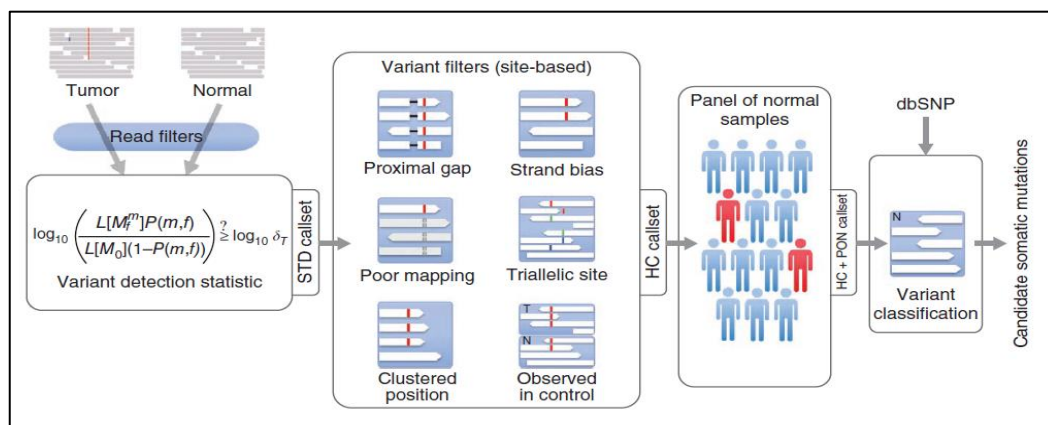 Tumor
Normal
Read filters
log10 (L[M_f^m]P(m,f) / L[M0](1−P(m,f))) ≥? log10 δT
Variant detection statistic
STD callset
Variant filters (site-based)
Proximal gap
Strand bias
Poor mapping
Triallelic site
Clustered
position
T
N
Observed
in control
HC callset
Panel of normal
samples
HC + PON callset
dbSNP
N
Variant
classification
Candidate somatic mutations